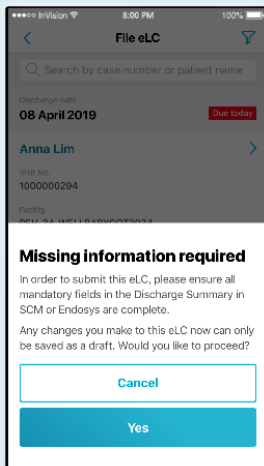 InVision 8:00 PM 100%
File eLC
Search by case number or patient name
Discharge date
08 April 2019 Due today
Anna Lim
Visit No.
1000000294
Facility
Missing information required
In order to submit this eLC, please ensure all
mandatory fields in the Discharge Summary in
SCM or Endosys are complete.
Any changes you make to this eLC now can only
be saved as a draft. Would you like to proceed?
Cancel
Yes